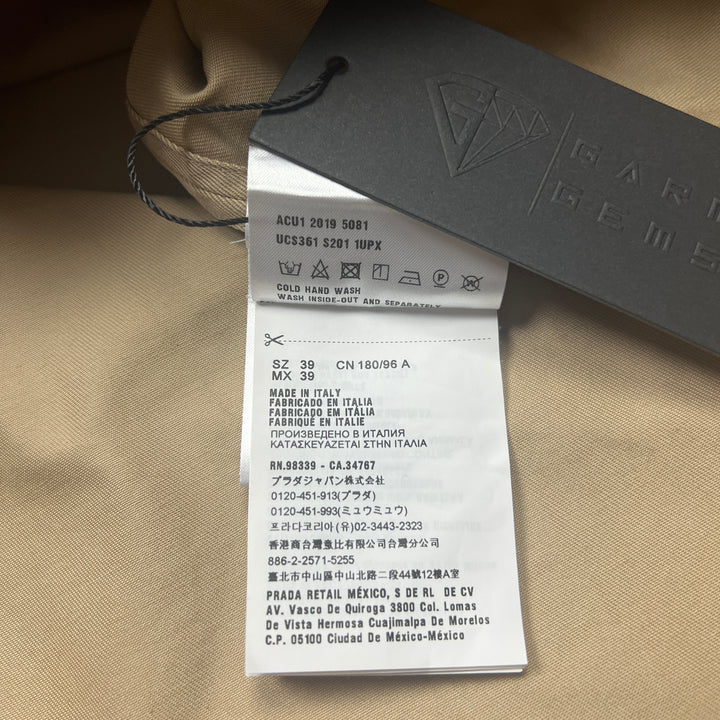 GEMS
ACU1 2019 5081
UCS361 S201 1UPX
COLD HAND WASH
WASH INSIDE-OUT AND SEPARATELY
SZ 39 CN 180/96 A
MX 39
MADE IN ITALY
FABRICADO EN ITALIA
FABRICADO EM ITÁLIA
FABRIQUÉ EN ITALIE
ПРОИЗВЕДЕНО В ИТАЛИЯ
ΚΑΤΑΣΚΕΥΑΖΕΤΑΙ ΣΤΗΝ ΙΤΑΛΙΑ
RN.98339 - CA.34767
プラダジャパン株式会社
0120-451-913(プラダ)
0120-451-993(ミュウミュウ)
프라다코리아(유)02-3443-2323
香港商台灣壹比有限公司台灣分公司
886-2-2571-5255
臺北市中山區中山北路二段44號12樓A室
PRADA RETAIL MÉXICO, S DE RL DE CV
AV. Vasco De Quiroga 3800 Col. Lomas
De Vista Hermosa Cuajimalpa De Morelos
C.P. 05100 Ciudad De México-México